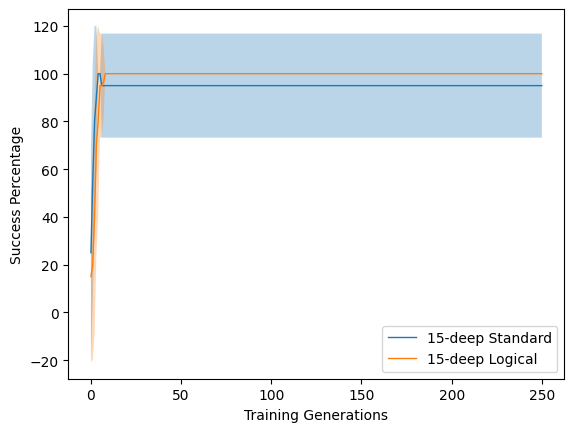 120
100
80
60
40
20
0
−20
Success Percentage
0 50 100 150 200 250
Training Generations
15-deep Standard
15-deep Logical